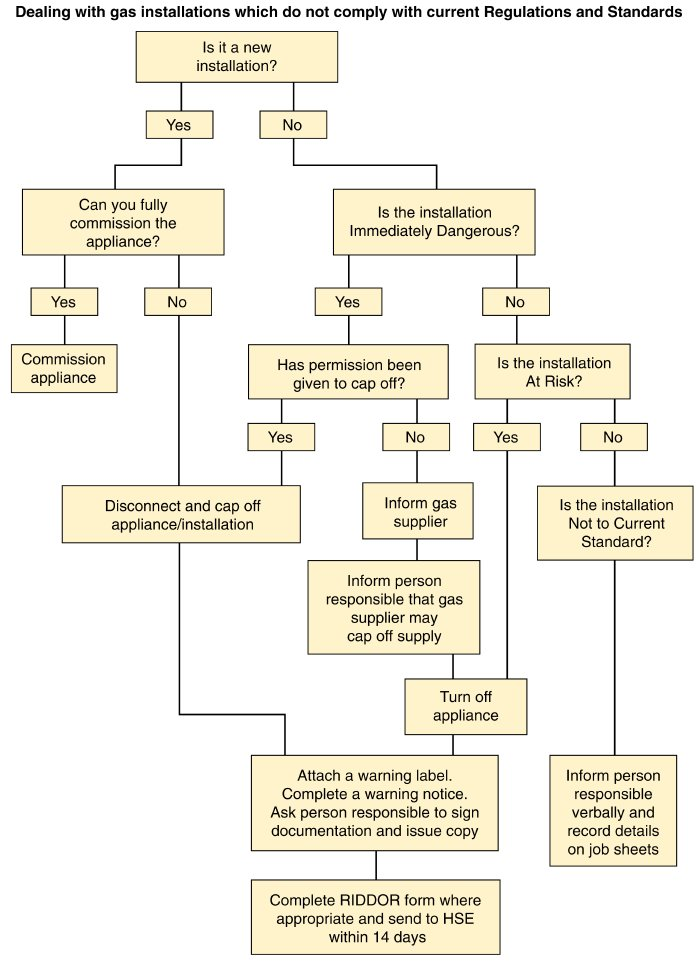 Dealing with gas installations which do not comply with current Regulations and Standards
Is it a new
installation?
Yes
No
Can you fully
commission the
appliance?
Is the installation
Immediately Dangerous?
Yes
No
Yes
No
Commission
appliance
Has permission been
given to cap off?
Is the installation
At Risk?
Yes
No
Yes
No
Disconnect and cap off
appliance/installation
Inform gas
supplier
Is the installation
Not to Current
Standard?
Inform person
responsible that gas
supplier may
cap off supply
Turn off
appliance
Attach a warning label.
Complete a warning notice.
Ask person responsible to sign
documentation and issue copy
Inform person
responsible
verbally and
record details
on job sheets
Complete RIDDOR form where
appropriate and send to HSE
within 14 days